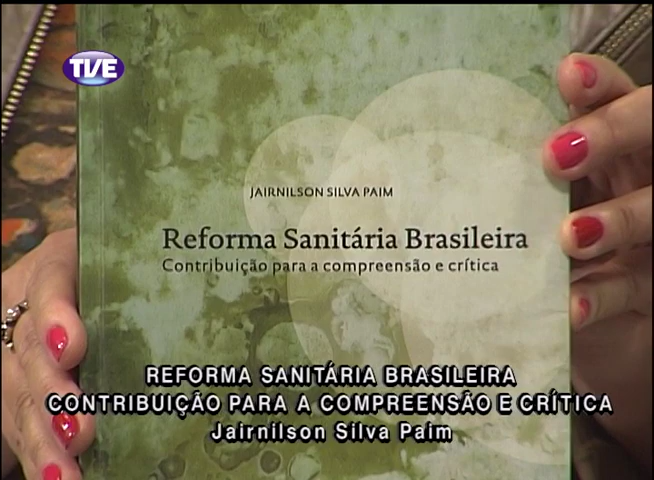 TVE
JAIRNILSON SILVA PAIM
Reforma Sanitária Brasileira
Contribuição para a compreensão e crítica
REFORMA SANITÁRIA BRASILEIRA
CONTRIBUIÇÃO PARA A COMPREENSÃO E CRÍTICA
Jairnilson Silva Paim